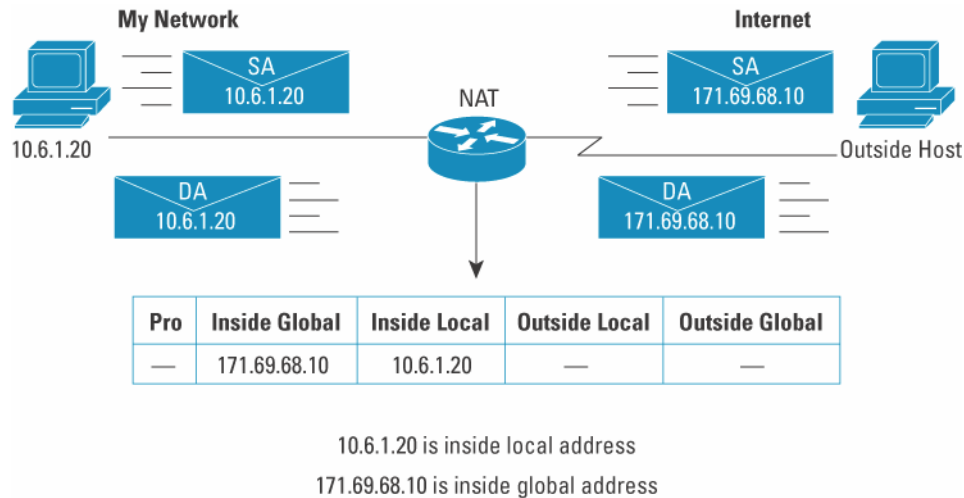 My Network
Internet
SA
10.6.1.20
SA
171.69.68.10
NAT
10.6.1.20
Outside Host
DA
10.6.1.20
DA
171.69.68.10
Pro Inside Global Inside Local Outside Local Outside Global
— 171.69.68.10 10.6.1.20 — —
10.6.1.20 is inside local address
171.69.68.10 is inside global address